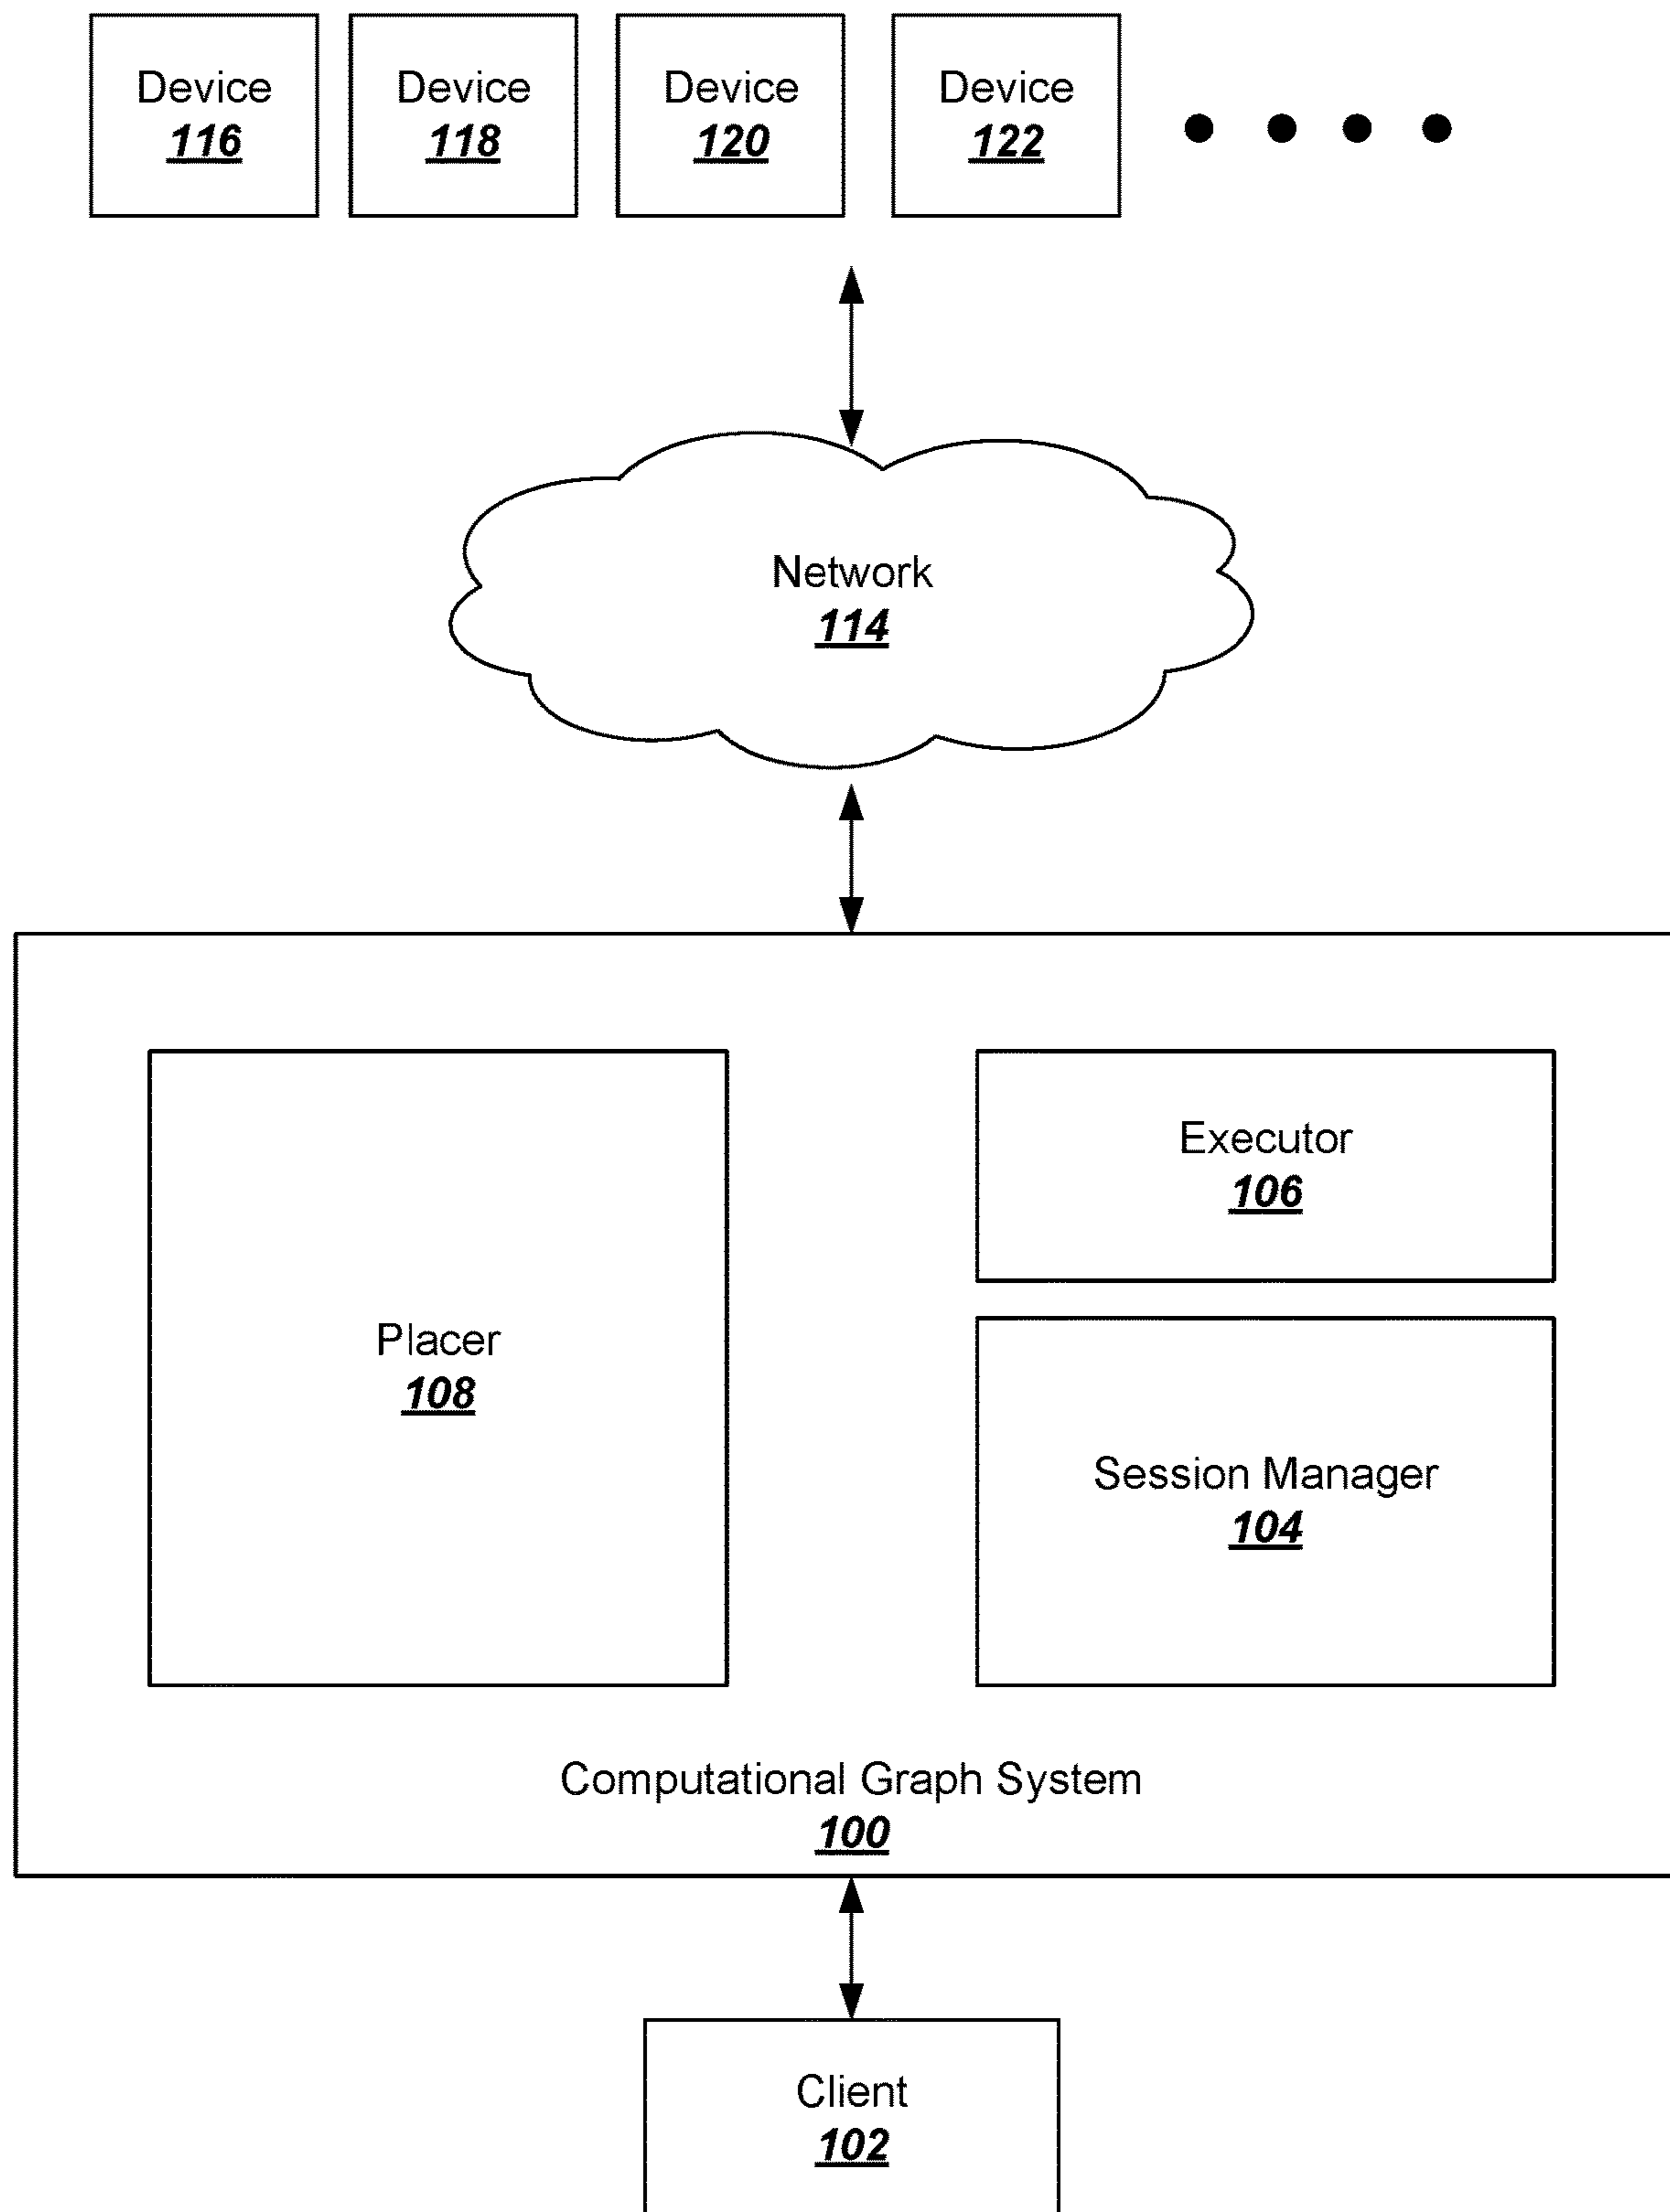 Device
116
Device
118
Device
120
Device
122
Network
114
Placer
108
Executor
106
Session Manager
104
Computational Graph System
100
Client
102